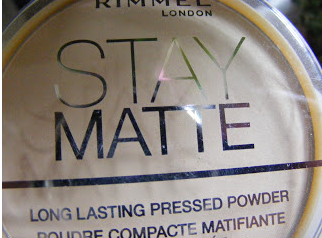 RIMMEL
LONDON
STAY
MATTE
LONG LASTING PRESSED POWDER
POUDRE COMPACTE MATIFIANTE